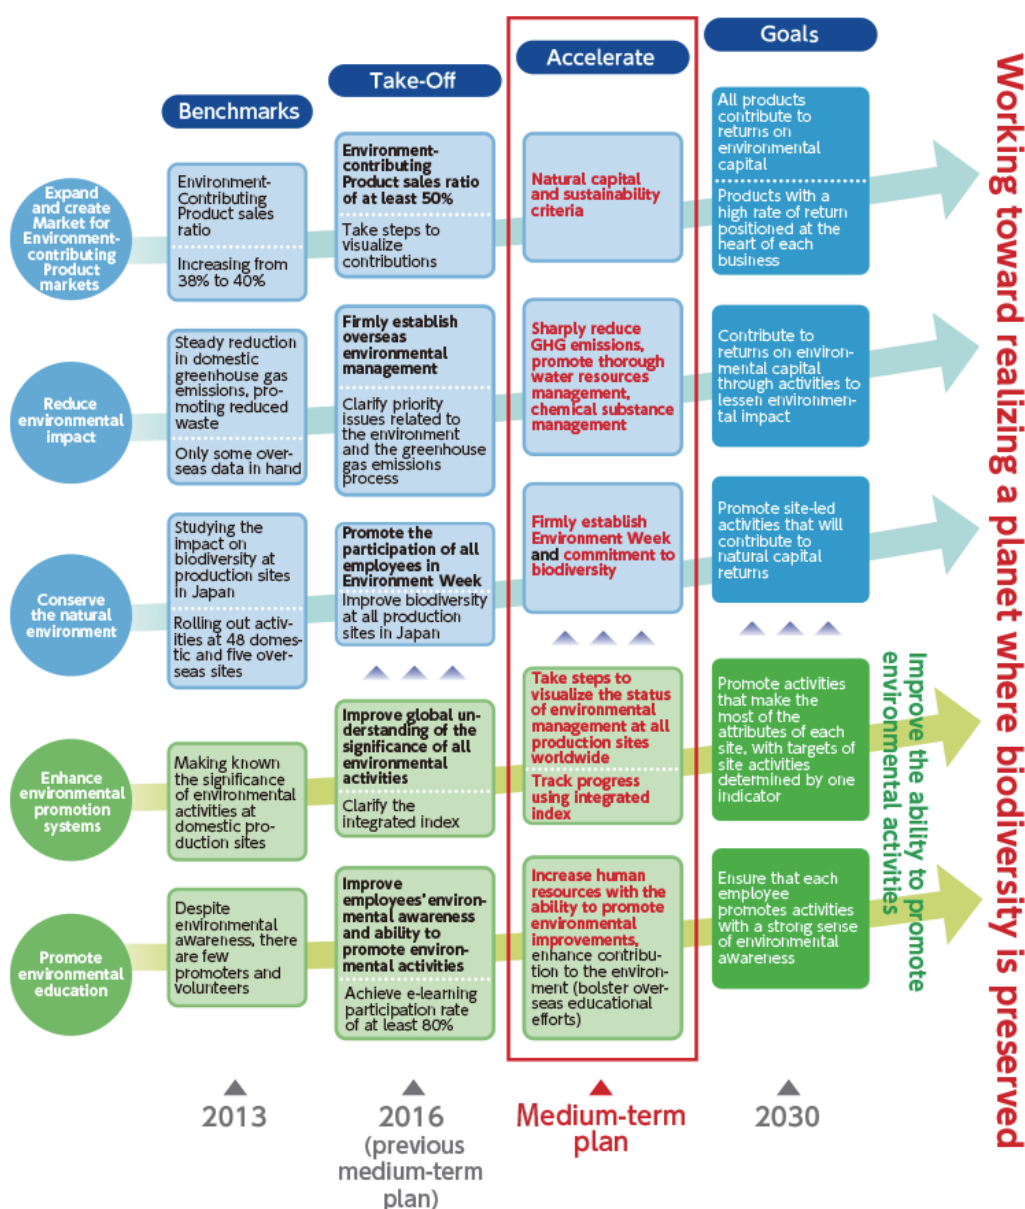 Benchmarks
Take-Off
Accelerate
Goals
Expand
and create
Market for
Environment-
contributing
Product
markets
Environment-
Contributing
Product sales
ratio
Increasing from
38% to 40%
Environment-
contributing
Product sales ratio
of at least 50%
Take steps to
visualize
contributions
Natural capital
and sustainability
criteria
All products
contribute to
returns on
environmental
capital
Products with a
high rate of return
positioned at the
heart of each
business
Reduce
environmental
impact
Steady reduction
in domestic
greenhouse gas
emissions, pro-
moting reduced
waste
Only some over-
seas data in hand
Firmly establish
overseas
environmental
management
Clarify priority
issues related to
the environment
and the greenhouse
gas emissions
process
Sharply reduce
GHG emissions,
promote thorough
water resources
management,
chemical substance
management
Contribute to
returns on environ-
mental capital
through activities to
lessen environmen-
tal impact
Conserve
the natural
environment
Studying the
impact on
biodiversity at
production sites
in Japan
Rolling out activ-
ities at 48 domes-
tic and five over-
seas sites
Promote the
participation of all
employees in
Environment Week
Improve biodiversity
at all production
sites in Japan
Firmly establish
Environment Week
and commitment to
biodiversity
Promote site-led
activities that will
contribute to
natural capital
returns
Enhance
environmental
promotion
systems
Making known
the significance
of environmental
activities at
domestic pro-
duction sites
Improve global un-
derstanding of the
significance of all
environmental
activities
Clarify the
integrated index
Take steps to
visualize the status
of environmental
management at all
production sites
worldwide
Track progress
using integrated
index
Promote activities
that make the
most of the
attributes of each
site, with targets of
site activities
determined by one
indicator
Promote
environmental
education
Despite
environmental
awareness, there
are few
promoters and
volunteers
Improve
employees' environ-
mental awareness
and ability to
promote environ-
mental activities
Achieve e-learning
participation rate
of at least 80%
Increase human
resources with the
ability to promote
environmental
improvements,
enhance contribu-
tion to the environ-
ment (bolster over-
seas educational
efforts)
Ensure that each
employee
promotes activities
with a strong sense
of environmental
awareness
Improve the ability to promote
environmental activities
Working toward realizing a planet where biodiversity is preserved
2013
2016
(previous
medium-term
plan)
Medium-term
plan
2030